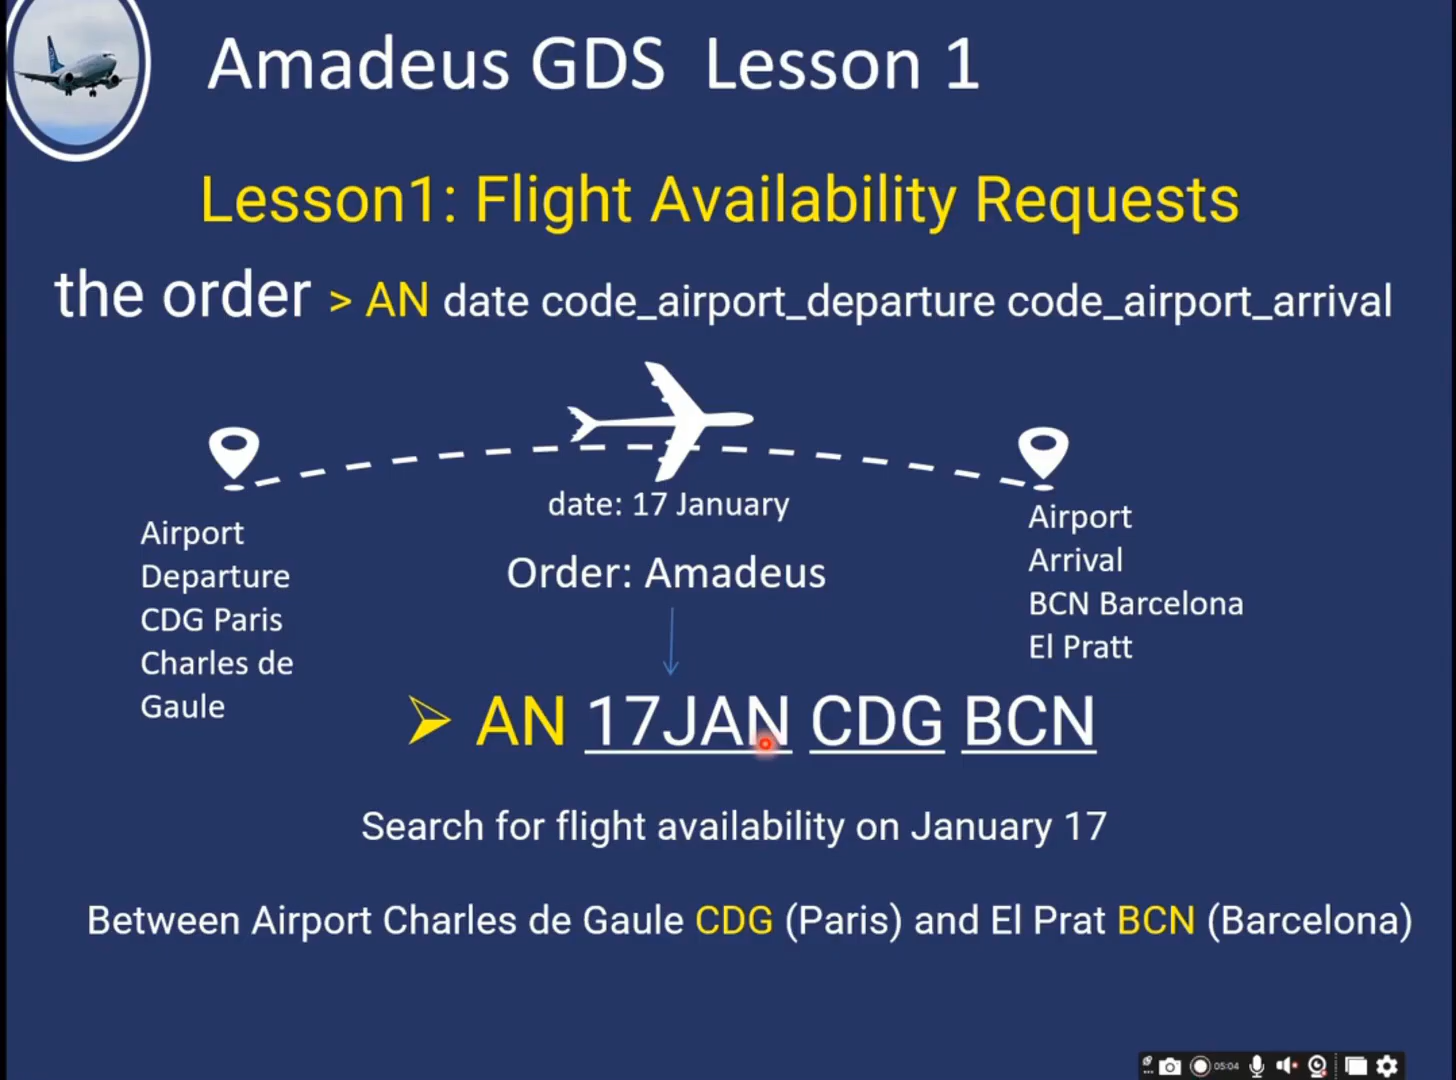 Amadeus GDS Lesson 1
Lesson1: Flight Availability Requests
the order > AN date code_airport_departure code_airport_arrival
date: 17 January
Order: Amadeus
Airport
Departure
CDG Paris
Charles de
Gaule
Airport
Arrival
BCN Barcelona
El Pratt
AN 17JAN CDG BCN
Search for flight availability on January 17
Between Airport Charles de Gaule CDG (Paris) and El Prat BCN (Barcelona)
05:04